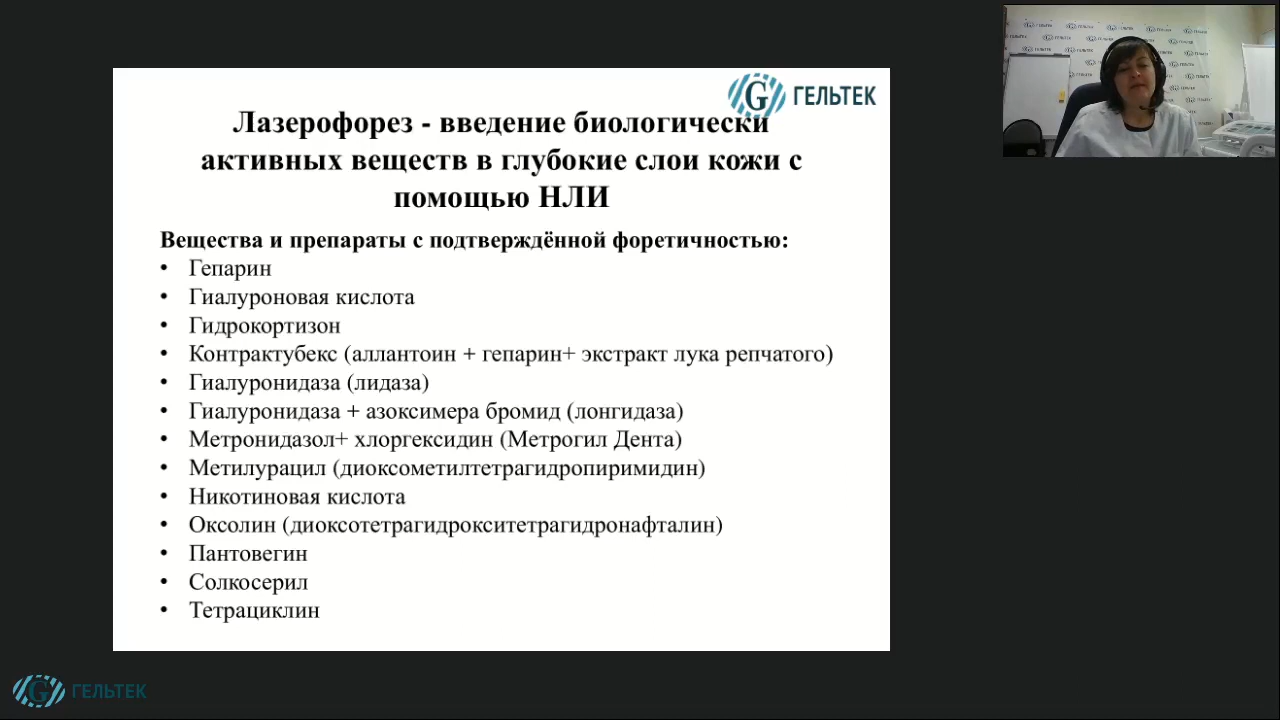 ГЕЛЬТЕК
Лазерофорез - введение биологически
активных веществ в глубокие слои кожи с
помощью НЛИ
Вещества и препараты с подтверждённой форетичностью:
• Гепарин
• Гиалуроновая кислота
• Гидрокортизон
• Контрактубекс (аллантоин + гепарин+ экстракт лука репчатого)
• Гиалуронидаза (лидаза)
• Гиалуронидаза + азоксимера бромид (лонгидаза)
• Метронидазол+ хлоргексидин (Метрогил Дента)
• Метилурацил (диоксометилтетрагидропиримидин)
• Никотиновая кислота
• Оксолин (диоксотетрагидрокситетрагидронафталин)
• Пантовегин
• Солкосерил
• Тетрациклин
ГЕЛЬТЕК